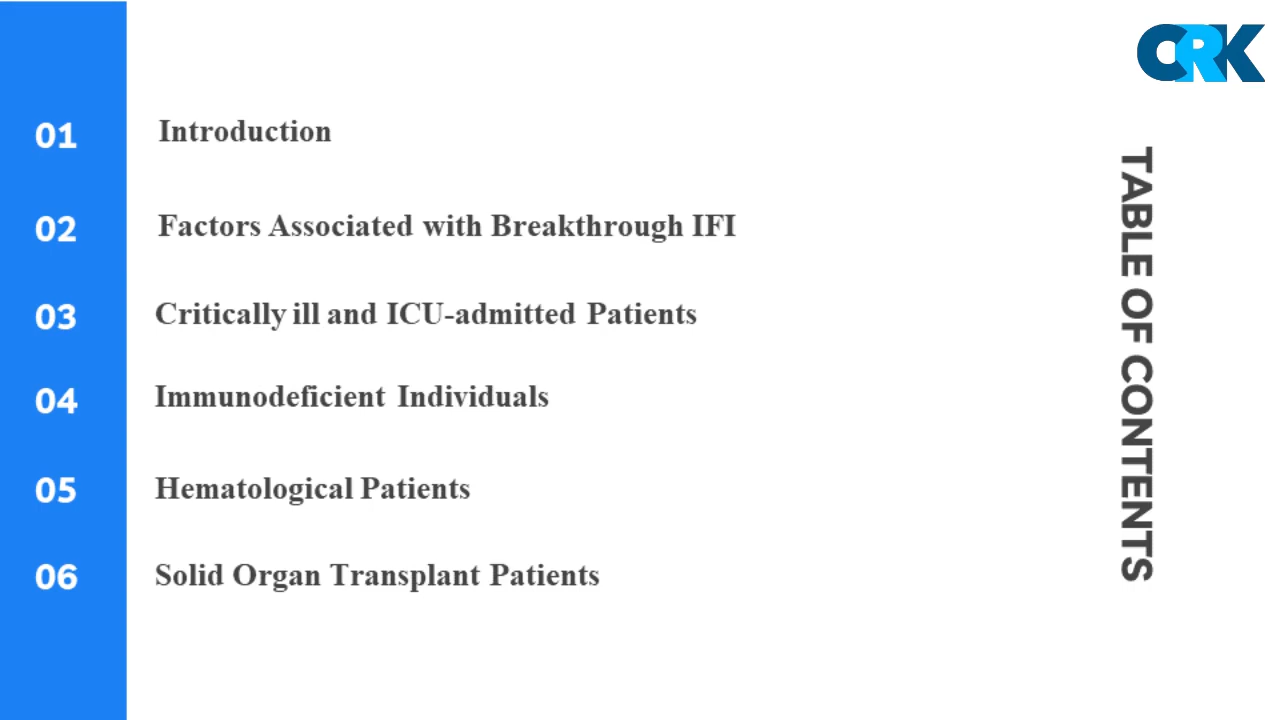 CRK
01 Introduction
02 Factors Associated with Breakthrough IFI
03 Critically ill and ICU-admitted Patients
04 Immunodeficient Individuals
05 Hematological Patients
06 Solid Organ Transplant Patients
TABLE OF CONTENTS